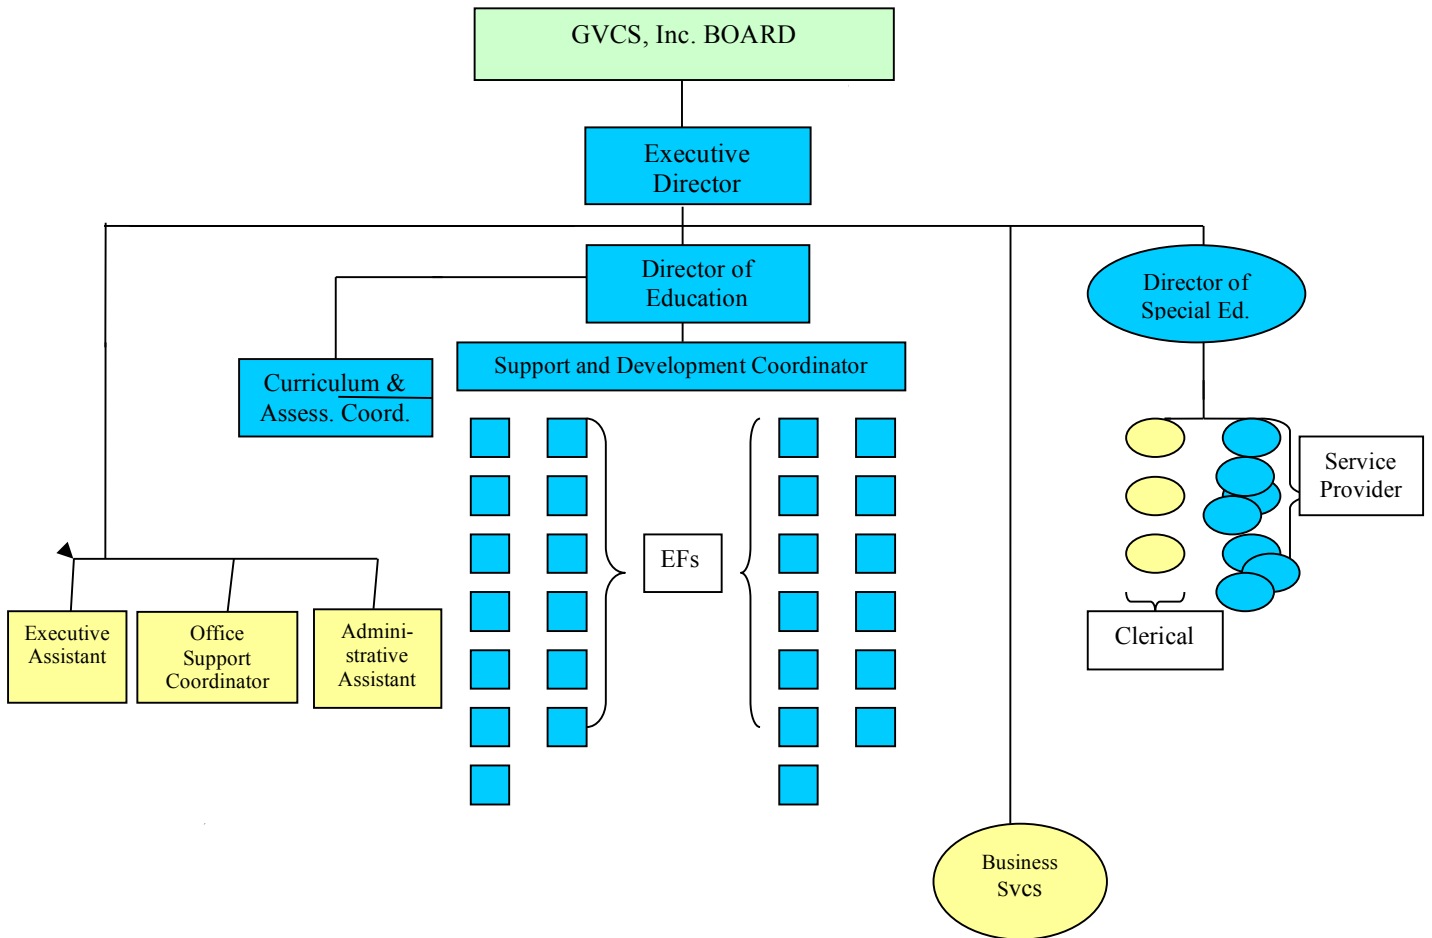 GVCS, Inc. BOARD
Executive
Director
Director of
Education
Director of
Special Ed.
Support and Development Coordinator
Curriculum &
Assess. Coord.
Service
Provider
EFs
Clerical
Executive
Assistant
Office
Support
Coordinator
Admini-
strative
Assistant
Business
Svcs